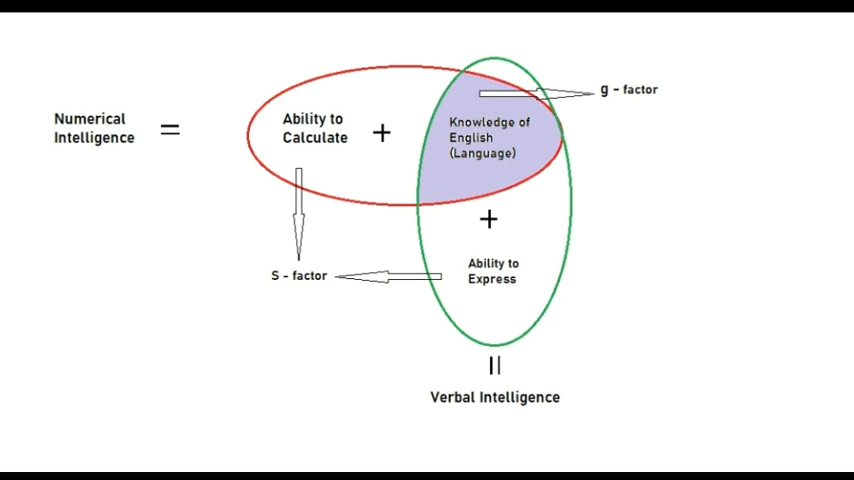 g - factor
Numerical
Intelligence
=
Ability to
Calculate
+
Knowledge of
English
(Language)
+
S - factor
Ability to
Express
=
Verbal Intelligence